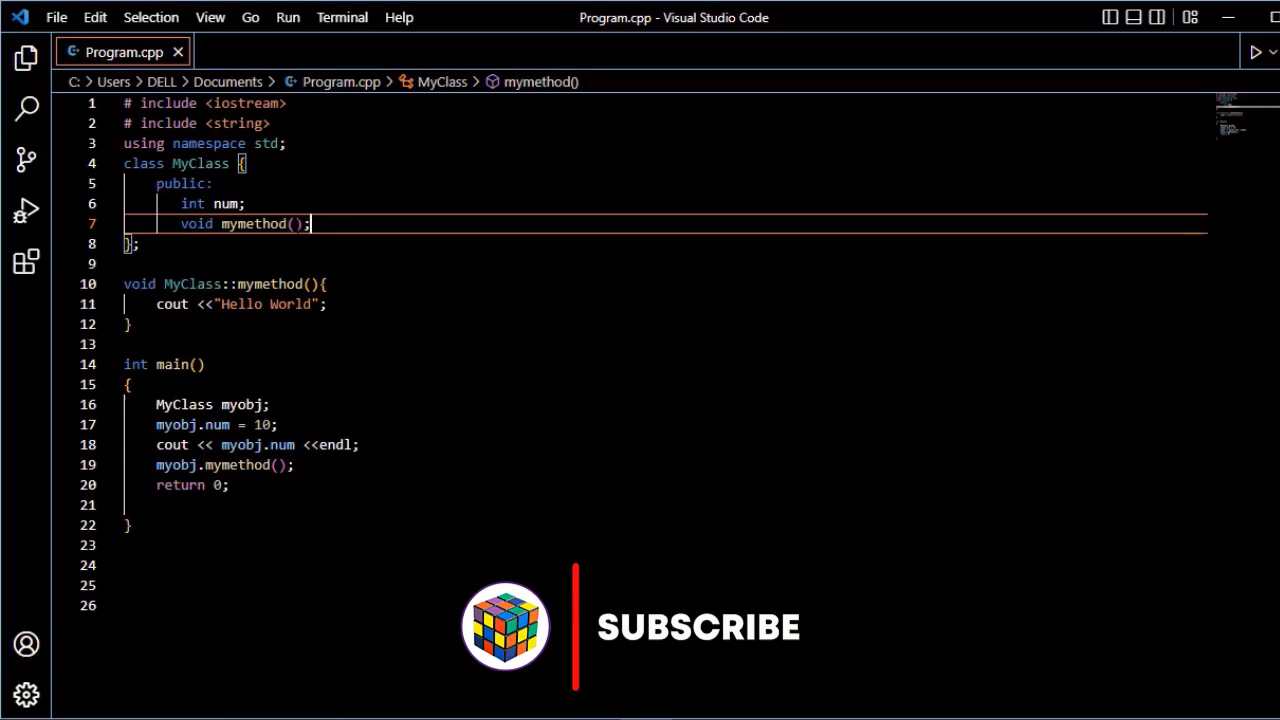 File Edit Selection View Go Run Terminal Help Program.cpp - Visual Studio Code
Program.cpp
C: > Users > DELL > Documents > Program.cpp > MyClass > mymethod()
1 # include <iostream>
2 # include <string>
3 using namespace std;
4 class MyClass {
5 public:
6 int num;
7 void mymethod();
8 };
9
10 void MyClass::mymethod(){
11 cout <<"Hello World";
12 }
13
14 int main()
15 {
16 MyClass myobj;
17 myobj.num = 10;
18 cout << myobj.num <<endl;
19 myobj.mymethod();
20 return 0;
21
22 }
23
24
25
26
SUBSCRIBE